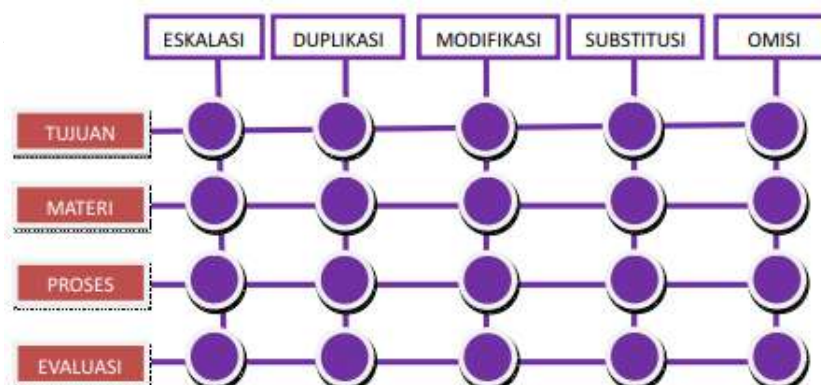 ESKALASI DUPLIKASI MODIFIKASI SUBSTITUSI OMISI
TUJUAN
MATERI
PROSES
EVALUASI